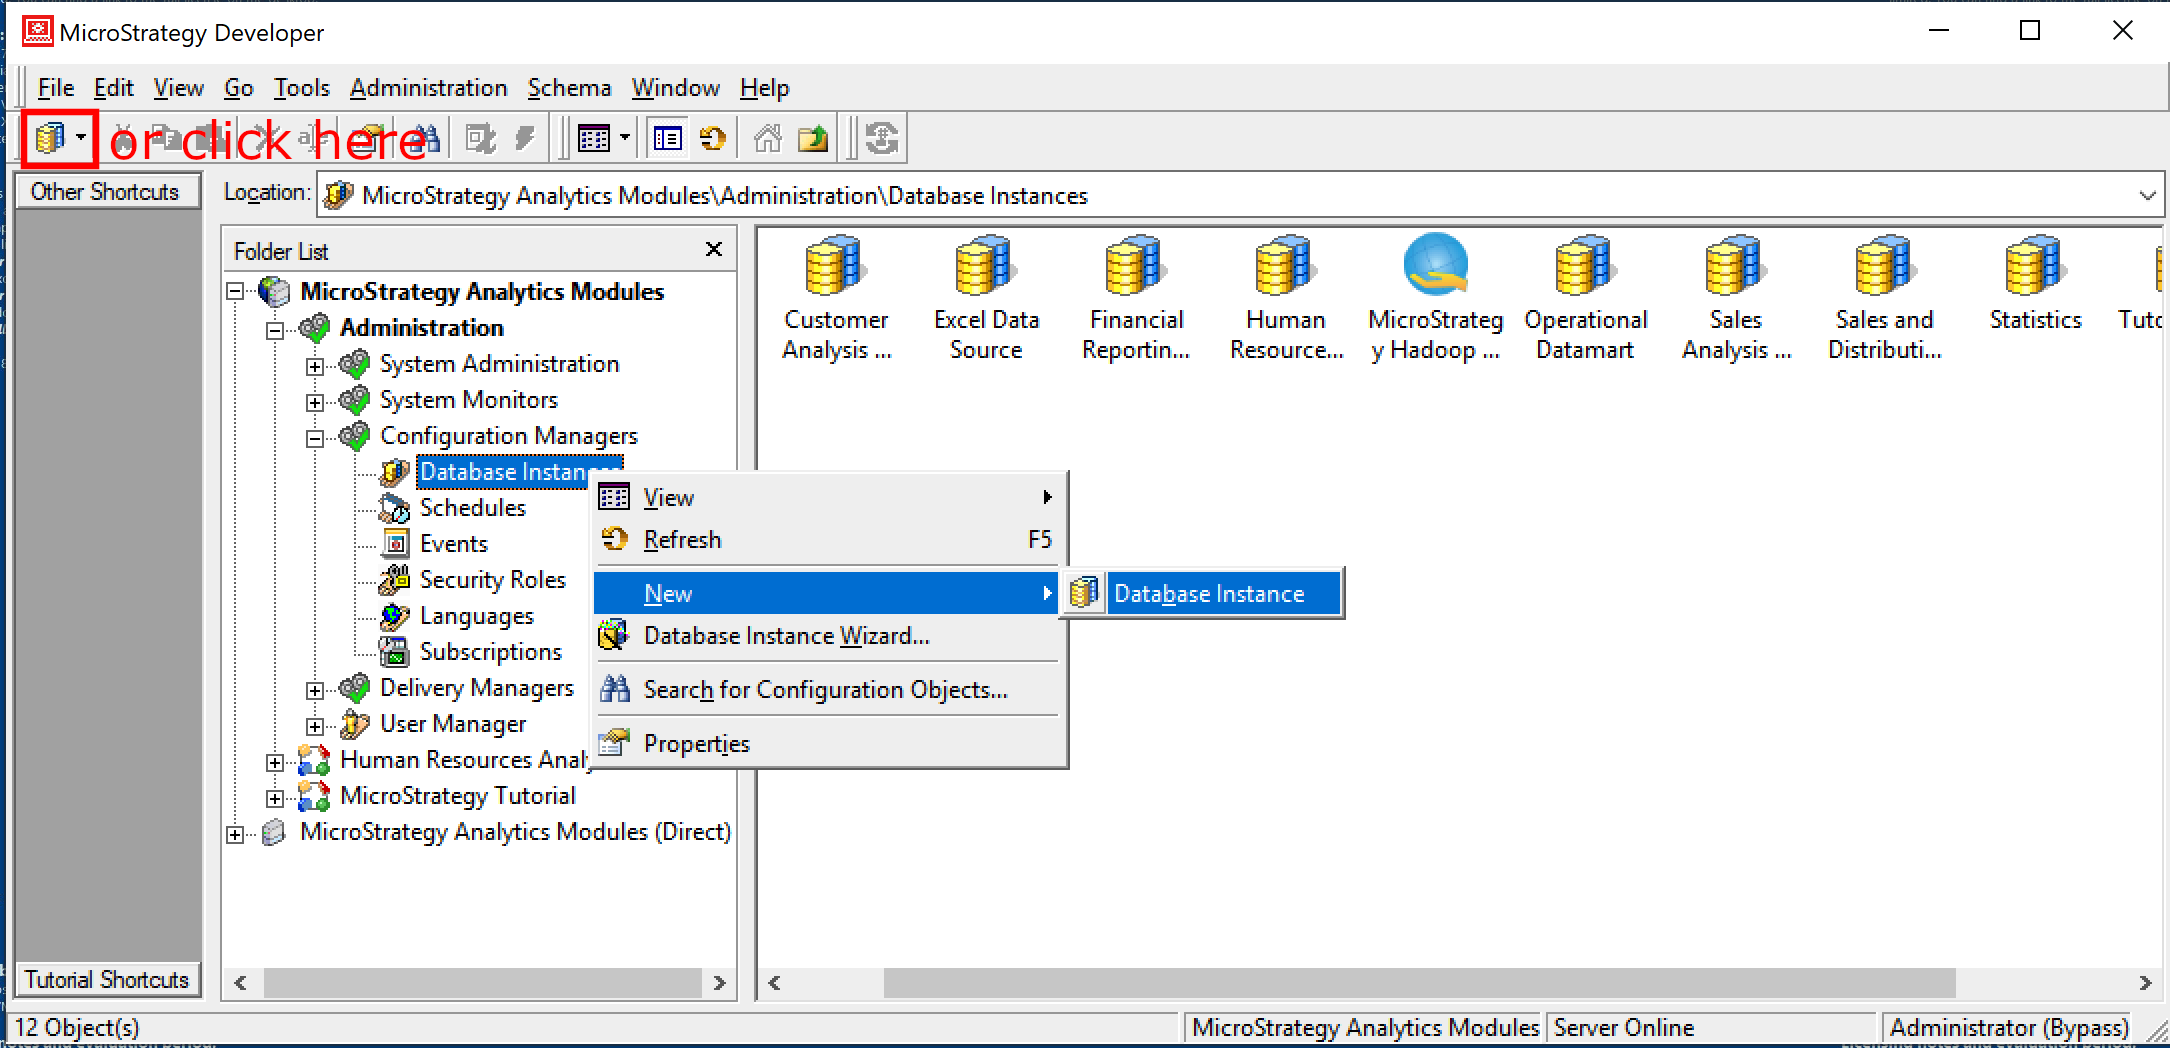 MicroStrategy Developer
File Edit View Go Tools Administration Schema Window Help
or click here
Other Shortcuts
Location: MicroStrategy Analytics Modules\Administration\Database Instances
Folder List
MicroStrategy Analytics Modules
Administration
System Administration
System Monitors
Configuration Managers
Database Instan
Schedules
Events
Security Roles
Languages
Subscriptions
Delivery Managers
User Manager
Human Resources Analy
MicroStrategy Tutorial
MicroStrategy Analytics Modules (Direct)
View
Refresh F5
New
Database Instance
Database Instance Wizard...
Search for Configuration Objects...
Properties
Customer
Analysis ...
Excel Data
Source
Financial
Reportin...
Human
Resource...
MicroStrateg
y Hadoop ...
Operational
Datamart
Sales
Analysis ...
Sales and
Distributi...
Statistics
Tuto
Tutorial Shortcuts
12 Object(s)
MicroStrategy Analytics Modules
Server Online
Administrator (Bypass)